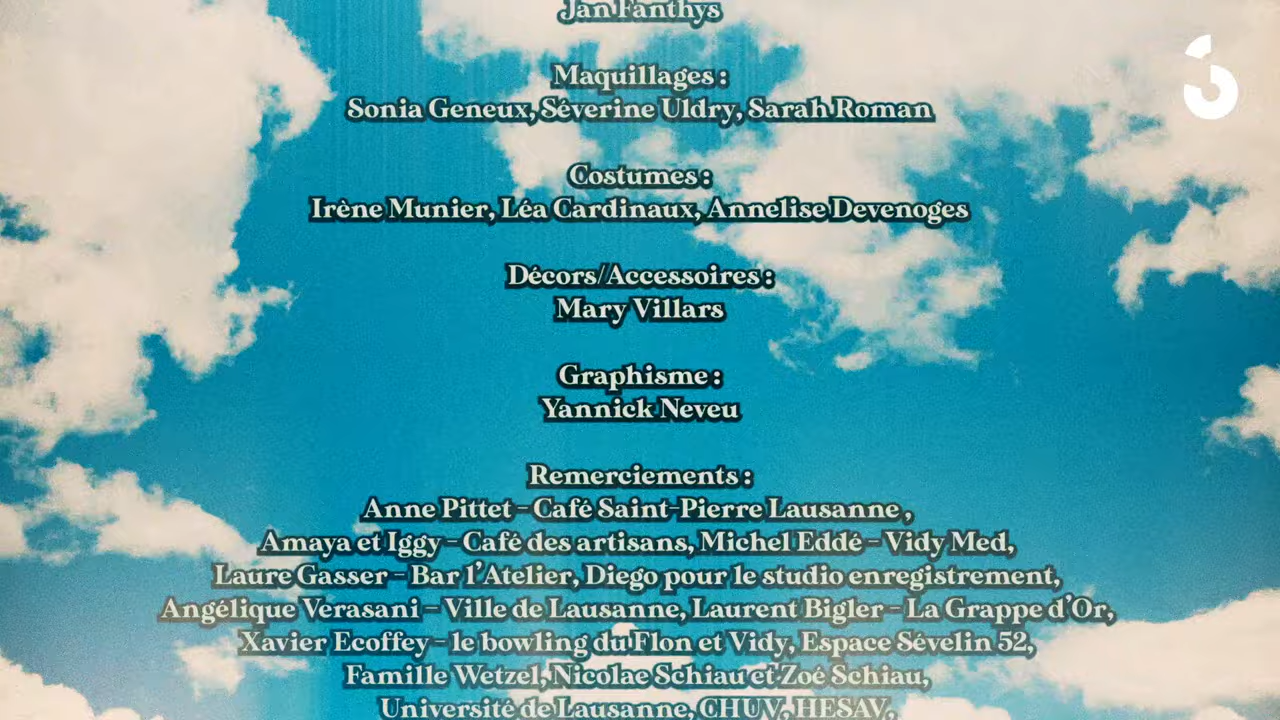 Jan Fanthys
Maquillages :
Sonia Geneux, Séverine Uldry, Sarah Roman
Costumes :
Irène Munier, Léa Cardinaux, Annelise Devenoges
Décors/Accessoires :
Mary Villars
Graphisme :
Yannick Neveu
Remerciements :
Anne Pittet - Café Saint-Pierre Lausanne ,
Amaya et Iggy - Café des artisans, Michel Eddé - Vidy Med,
Laure Gasser - Bar l'Atelier, Diego pour le studio enregistrement,
Angélique Verasani - Ville de Lausanne, Laurent Bigler - La Grappe d'Or,
Xavier Ecoffey - le bowling du Flon et Vidy, Espace Sévelin 52,
Famille Wetzel, Nicolae Schiau et Zoé Schiau,
Université de Lausanne, CHUV, HESAV,